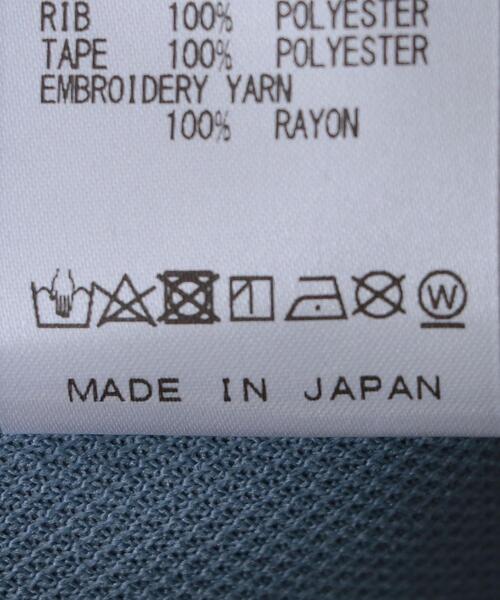 RIB 100% POLYESTER
TAPE 100% POLYESTER
EMBROIDERY YARN
100% RAYON
W
MADE IN JAPAN